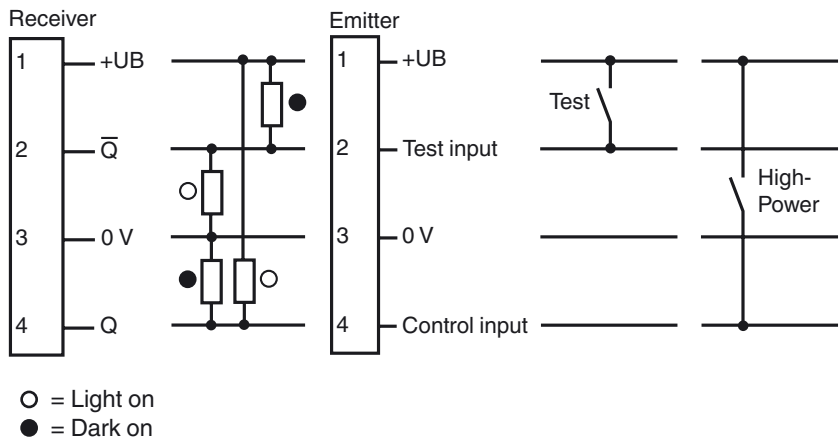 Receiver
1
+UB
2
Q̅
3
0 V
4
Q
Emitter
1
+UB
2
Test input
3
0 V
4
Control input
Test
High-
Power
= Light on
= Dark on